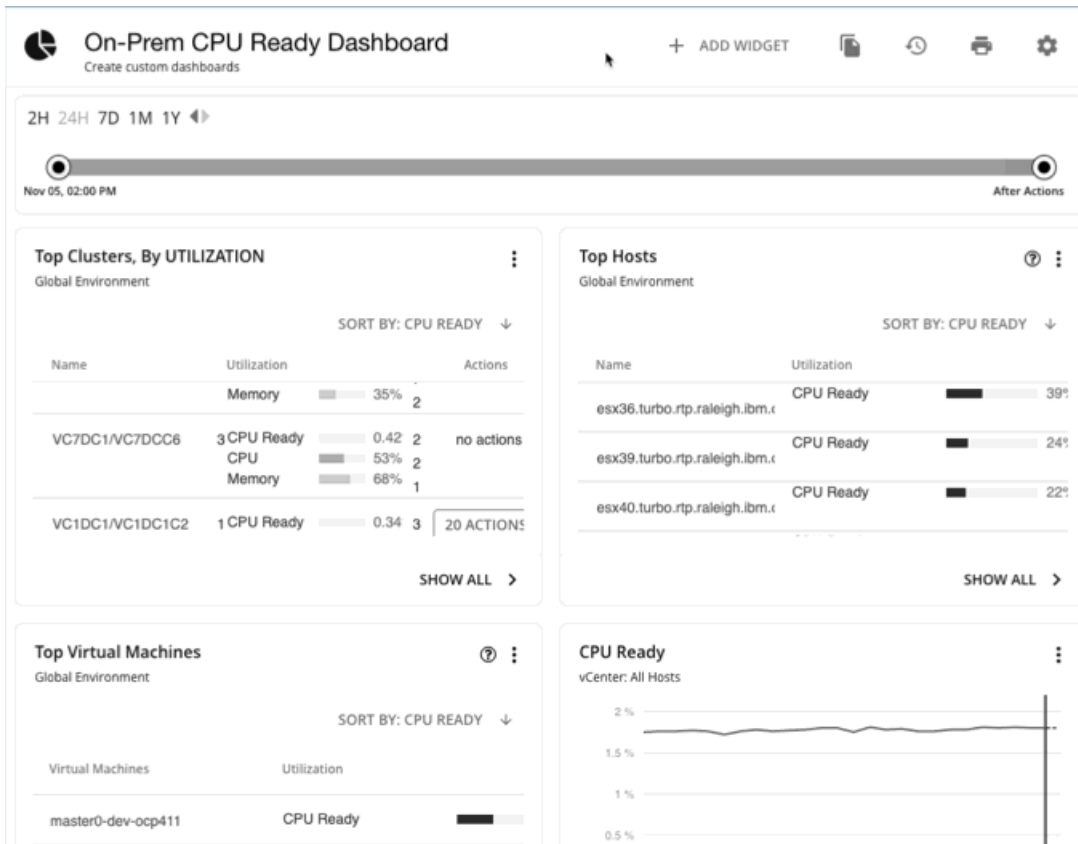 On-Prem CPU Ready Dashboard
Create custom dashboards
+ ADD WIDGET
2H 24H 7D 1M 1Y
Nov 05, 02:00 PM
After Actions
Top Clusters, By UTILIZATION
Global Environment
SORT BY: CPU READY
Name Utilization Actions
Memory 35% 2
VC7DC1/VC7DCC6 3 CPU Ready 0.42 2 no actions
CPU 53% 2
Memory 68% 1
VC1DC1/VC1DC1C2 1 CPU Ready 0.34 3 20 ACTIONS
SHOW ALL
Top Hosts
Global Environment
SORT BY: CPU READY
Name Utilization
esx36.turbo.rtp.raleigh.ibm. CPU Ready 39
esx39.turbo.rtp.raleigh.ibm. CPU Ready 24
esx40.turbo.rtp.raleigh.ibm. CPU Ready 22
SHOW ALL
Top Virtual Machines
Global Environment
SORT BY: CPU READY
Virtual Machines Utilization
master0-dev-ocp411 CPU Ready
CPU Ready
vCenter: All Hosts
2 %
1.5 %
1 %
0.5 %